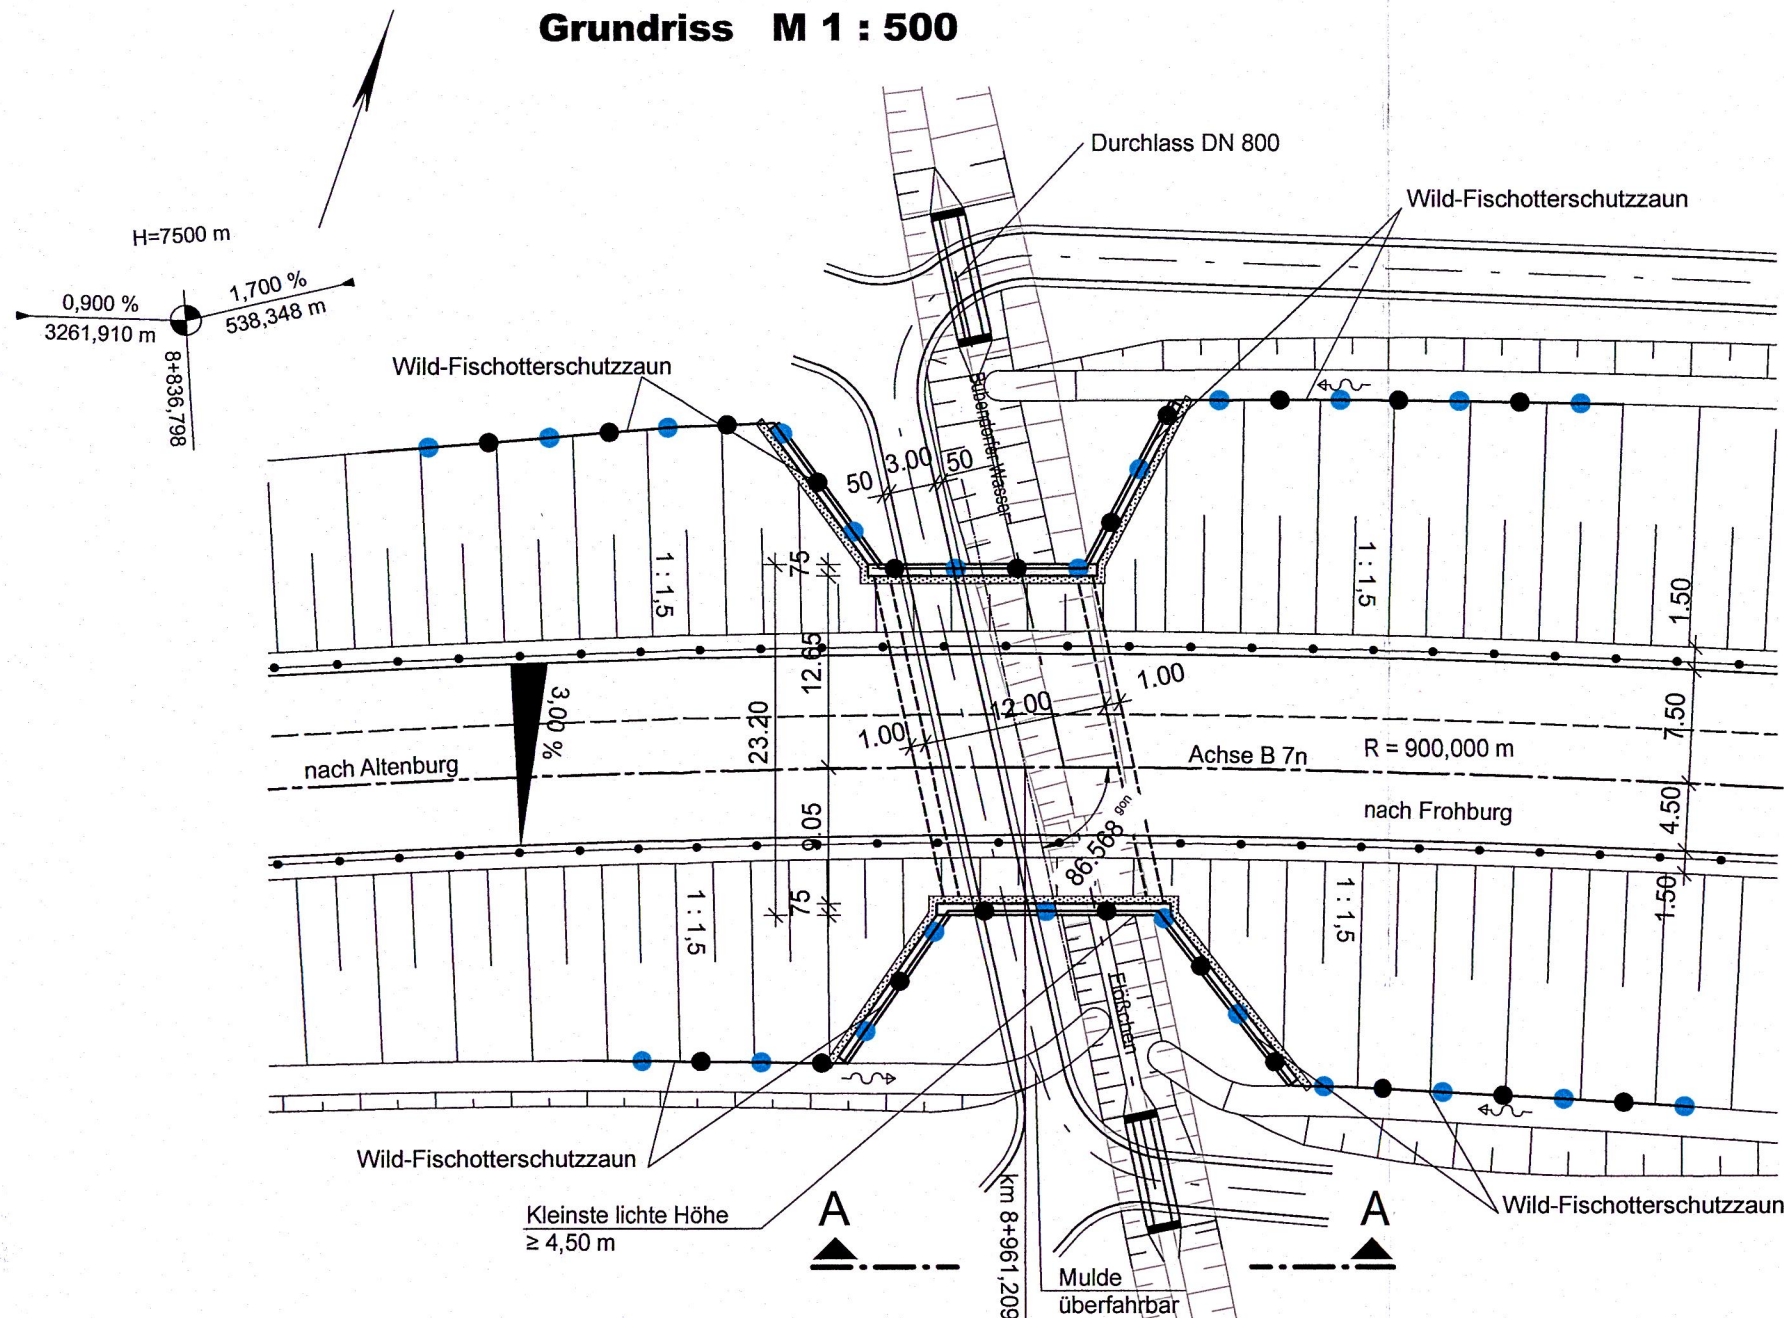 Grundriss M 1 : 500
Durchlass DN 800
Wild-Fischotterschutzzaun
H=7500 m
0,900 %
3261,910 m
1,700 %
538,348 m
8+836,798
Wild-Fischotterschutzzaun
Bubendorfer Wasser
50
3.00
50
75
1 : 1,5
1 : 1,5
1.50
12.65
23.20
1.00
12.00
1.00
7.50
3,00 %
nach Altenburg
Achse B 7n
R = 900,000 m
nach Frohburg
9.05
4.50
86.568 gon
75
1 : 1,5
1 : 1,5
1.50
Flößchen
Wild-Fischotterschutzzaun
Kleinste lichte Höhe
≥ 4,50 m
A
A
Wild-Fischotterschutzzaun
km 8+961,209
Mulde
überfahrbar